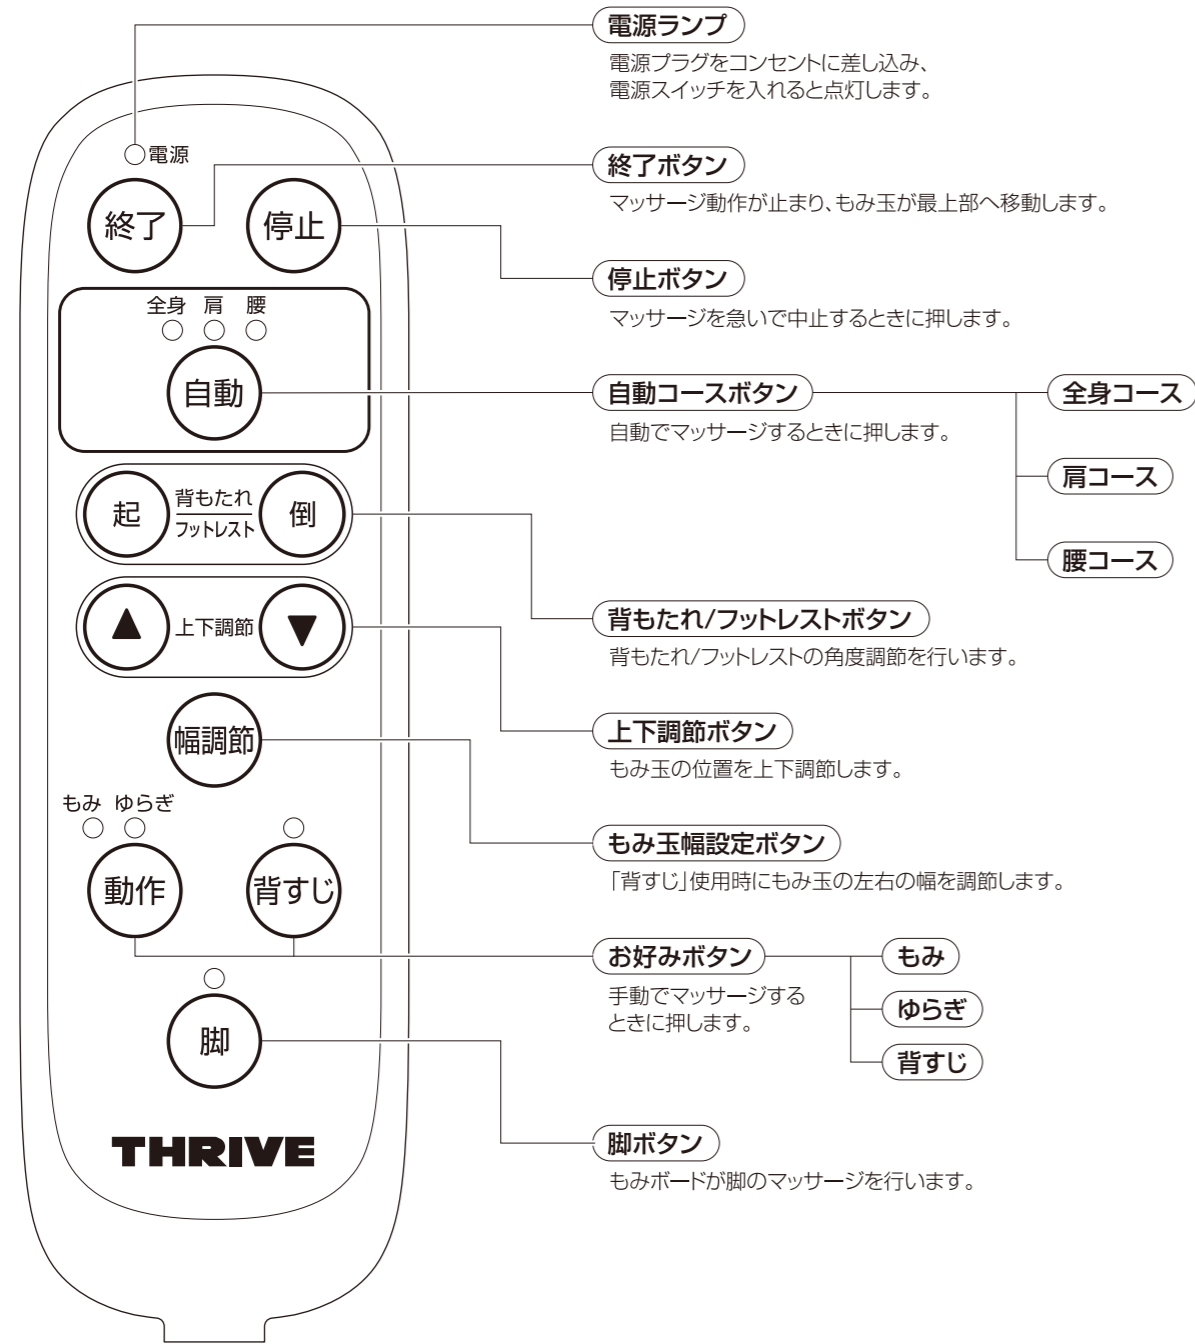 電源ランプ
電源プラグをコンセントに差し込み、
電源スイッチを入れると点灯します。
電源
終了ボタン
終了
停止
マッサージ動作が止まり、もみ玉が最上部へ移動します。
停止ボタン
マッサージを急いで中止するときに押します。
全身 肩 腰
自動
自動コースボタン
全身コース
自動でマッサージするときに押します。
肩コース
腰コース
起
背もたれ
フットレスト
倒
背もたれ/フットレストボタン
背もたれ/フットレストの角度調節を行います。
▲ 上下調節 ▼
上下調節ボタン
もみ玉の位置を上下調節します。
幅調節
もみ玉幅設定ボタン
「背すじ」使用時にもみ玉の左右の幅を調節します。
もみ ゆらぎ
動作
背すじ
お好みボタン
もみ
手動でマッサージする
ときに押します。
ゆらぎ
背すじ
脚
脚ボタン
もみボードが脚のマッサージを行います。
THRIVE